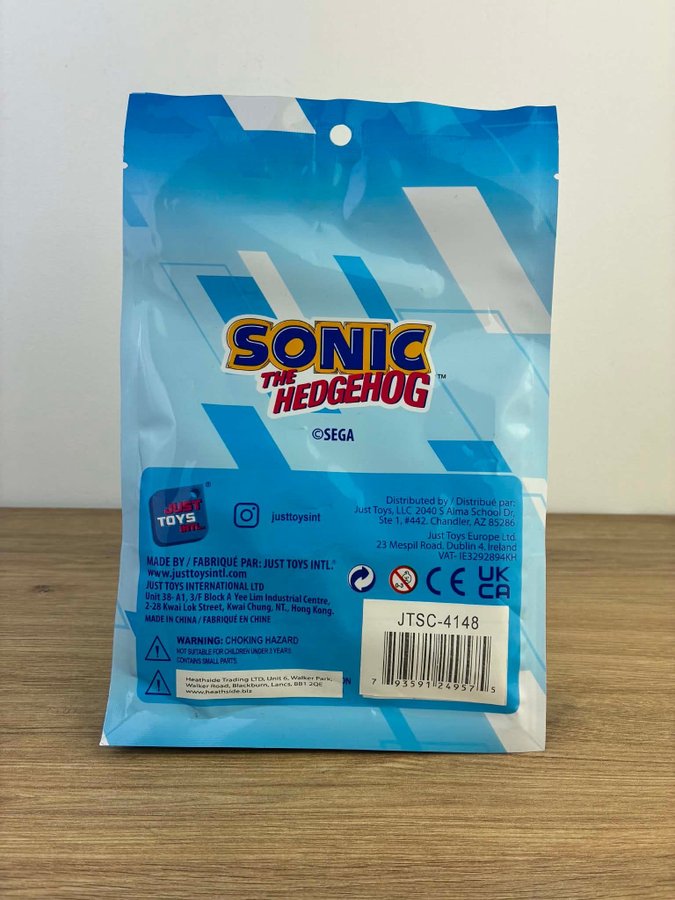 SONIC
THE
HEDGEHOG™
©SEGA
JUST
TOYS
INTL.
®
justtoysint
Distributed by / Distribué par:
Just Toys, LLC 2040 S Alma School Dr,
Ste 1, #442. Chandler, AZ 85286
Just Toys Europe Ltd.
23 Mespil Road, Dublin 4, Ireland
VAT- IE3292894KH
MADE BY / FABRIQUÉ PAR: JUST TOYS INTL.®
www.justtoysintl.com
JUST TOYS INTERNATIONAL LTD
Unit 38- A1, 3/F Block A Yee Lim Industrial Centre,
2-28 Kwai Lok Street, Kwai Chung, NT., Hong Kong.
MADE IN CHINA / FABRIQUÉ EN CHINE
0-3
CE
UK
CA
WARNING: CHOKING HAZARD
NOT SUITABLE FOR CHILDREN UNDER 3 YEARS.
CONTAINS SMALL PARTS
Heathside Trading LTD, Unit 6, Walker Park,
Walker Road, Blackburn, Lancs, BB1 2QE
www.heathside.biz
ON
JTSC-4148
7 93591 24957 5